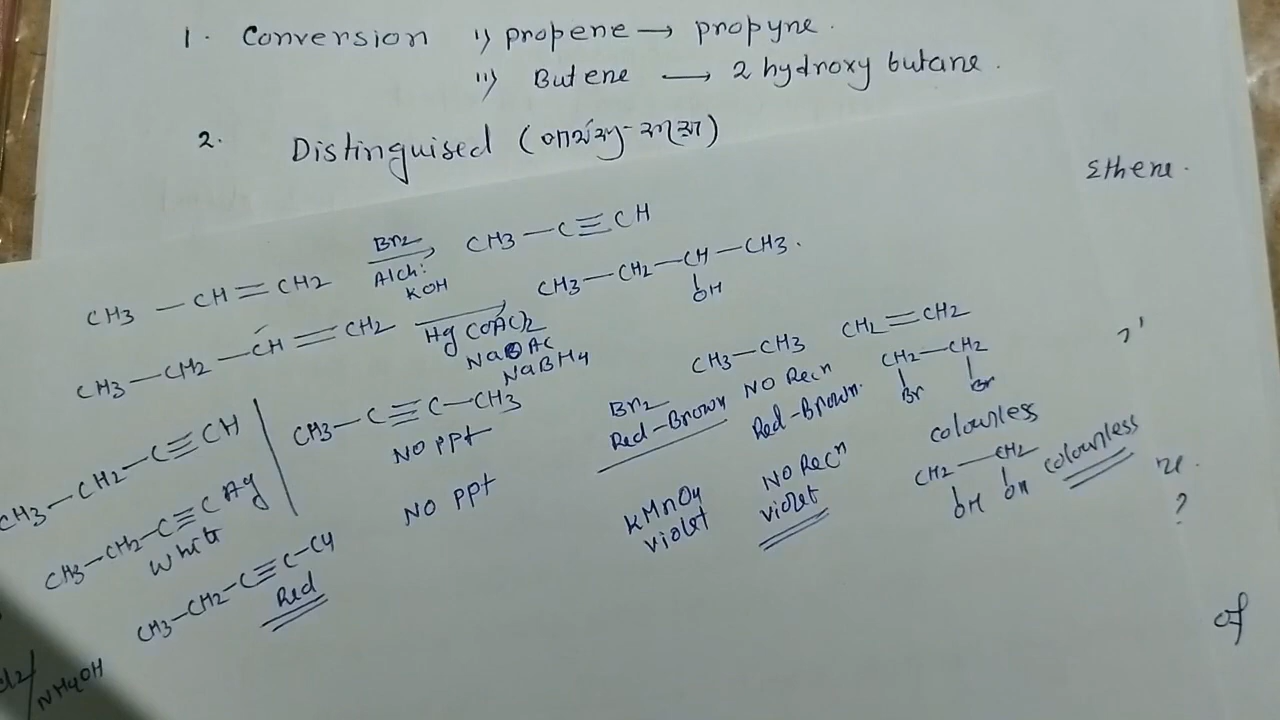 1. Conversion i) propene → propyne.
ii) Butene → 2 hydroxy butane.
2. Distinguised (পার্থক্য
Ethene.
CH3 — CH = CH2 Br2 / Alch: KOH → CH3 — C≡CH
CH3 — CH2 — CH = CH2 Hg(OAC)2 NaOAC NaBH4 → CH3 — CH2 — CH — CH3.
OH
CH3 — CH2 — C≡CH
CH3 — C≡C — CH3
NO PPt
CH3 — CH2 — C≡C Ag
White
NO PPt
CH3 — CH2 — C≡C — Cu
Red
NH4OH
CH3 — CH3
CH2 = CH2
Br2
Red-Brown
NO Recn
Red-Brown.
CH2 — CH2
Br Br
colourless
KMnO4
violet
NO Recn
violet
CH2 — CH2
OH OH
colourless
?
of